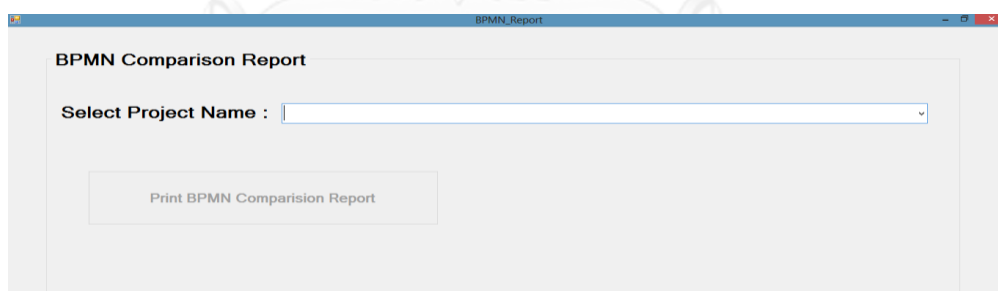 BPMN_Report
BPMN Comparison Report
Select Project Name :
Print BPMN Comparision Report